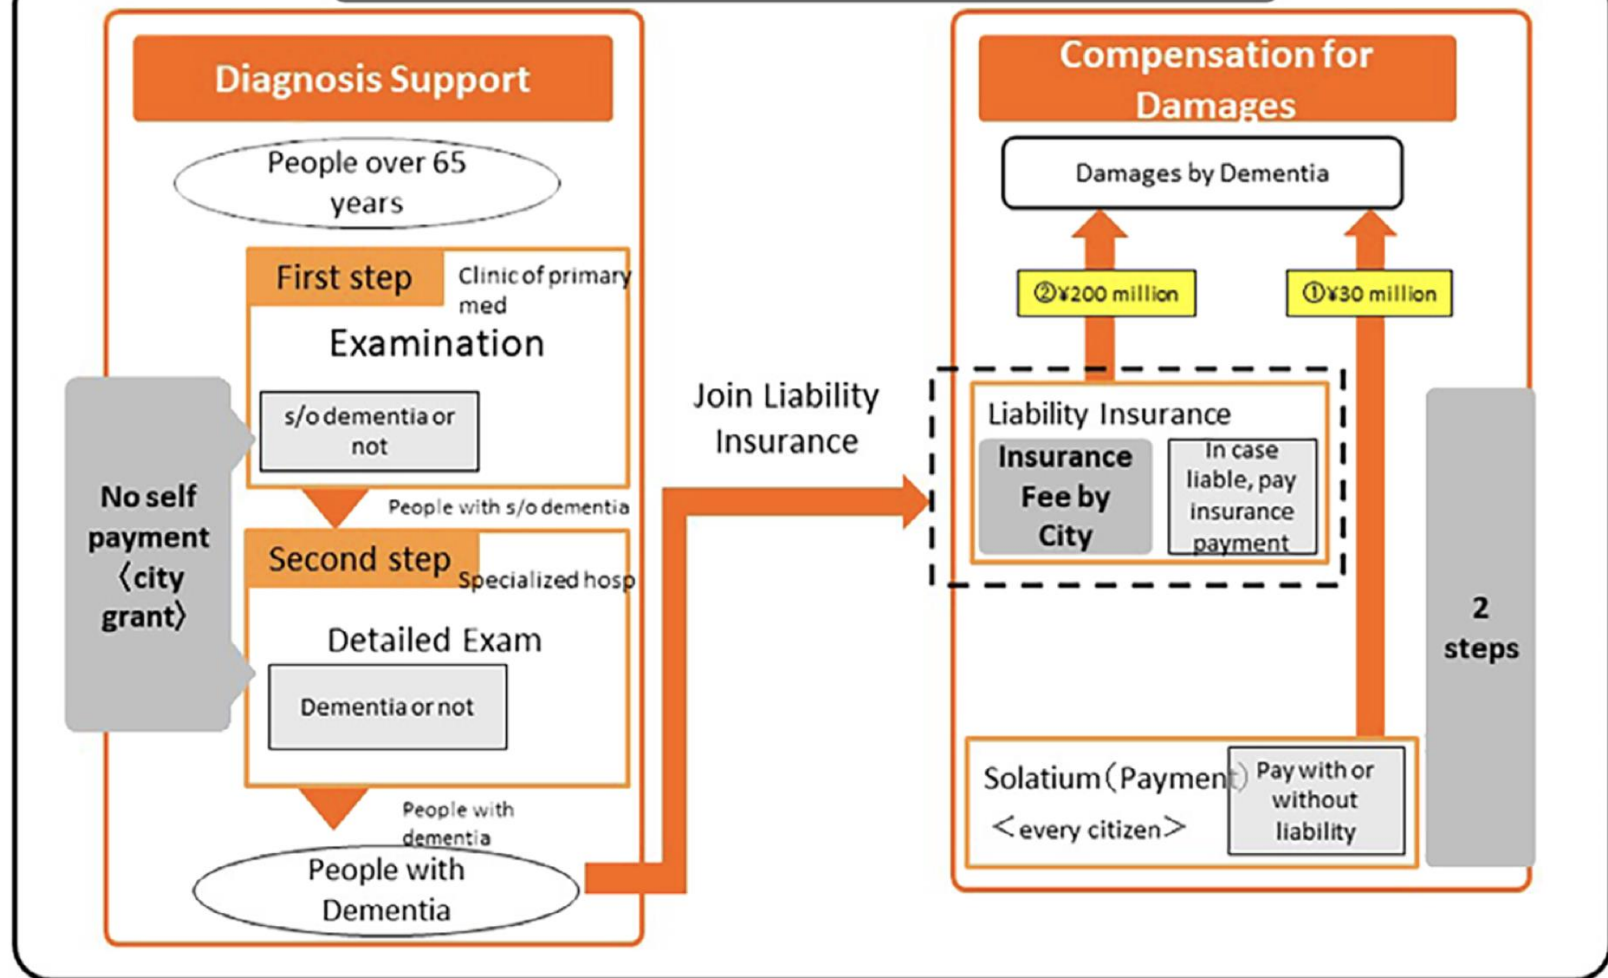 Diagnosis Support
People over 65
years
First step
Clinic of primary
med
Examination
s/o dementia or
not
People with s/o dementia
Second step
Specialized hosp
Detailed Exam
Dementia or not
People with
dementia
People with
Dementia
No self
payment
〈city
grant〉
Join Liability
Insurance
Compensation for
Damages
Damages by Dementia
②¥200 million
①¥30 million
Liability Insurance
Insurance
Fee by
City
In case
liable, pay
insurance
payment
Solatium(Payment)
<every citizen>
Pay with or
without
liability
2
steps